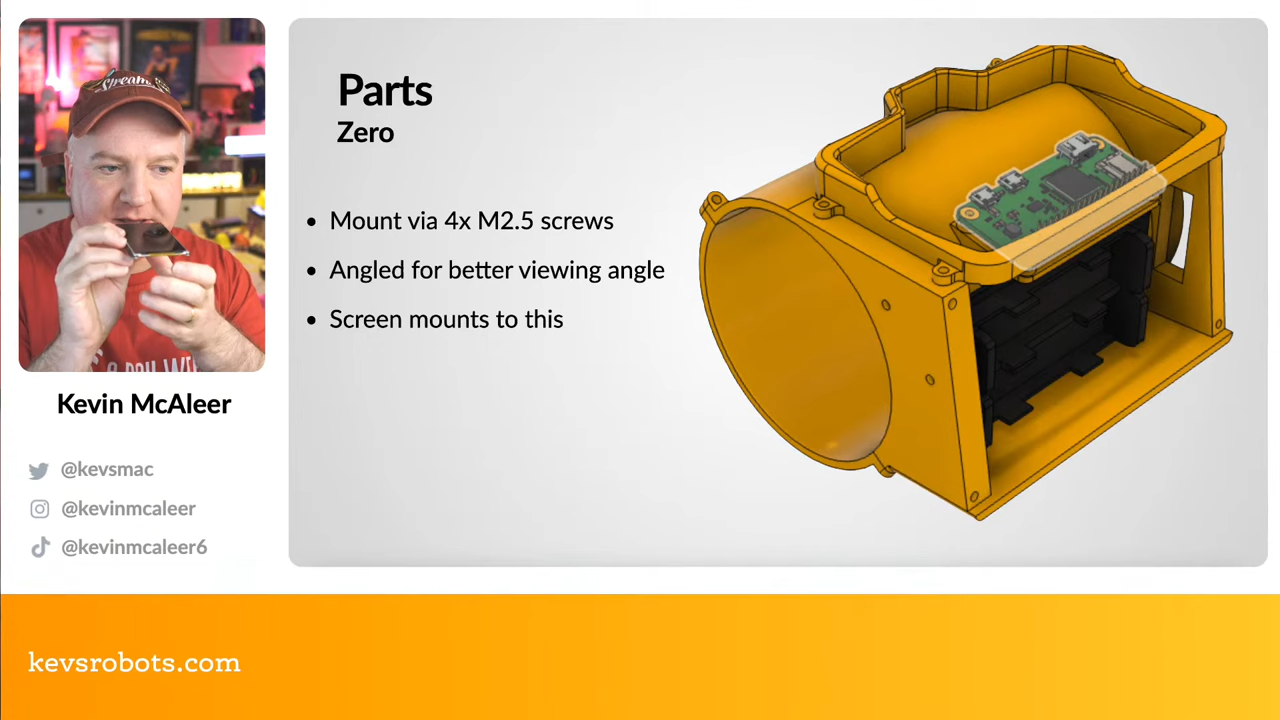 Stream
Parts
Zero
Mount via 4x M2.5 screws
Angled for better viewing angle
Screen mounts to this
Kevin McAleer
@kevsmac
@kevinmcaleer
@kevinmcaleer6
kevsrobots.com